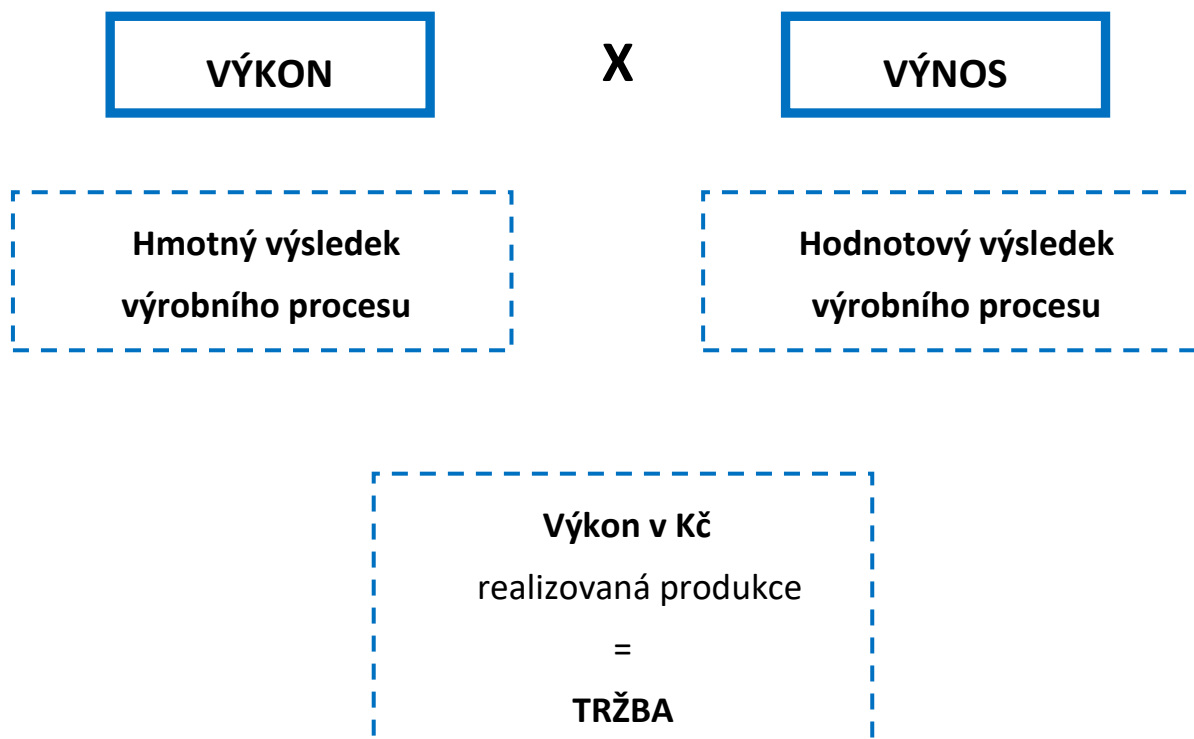 VÝKON X VÝNOS
Hmotný výsledek
výrobního procesu
Hodnotový výsledek
výrobního procesu
Výkon v Kč
realizovaná produkce
=
TRŽBA